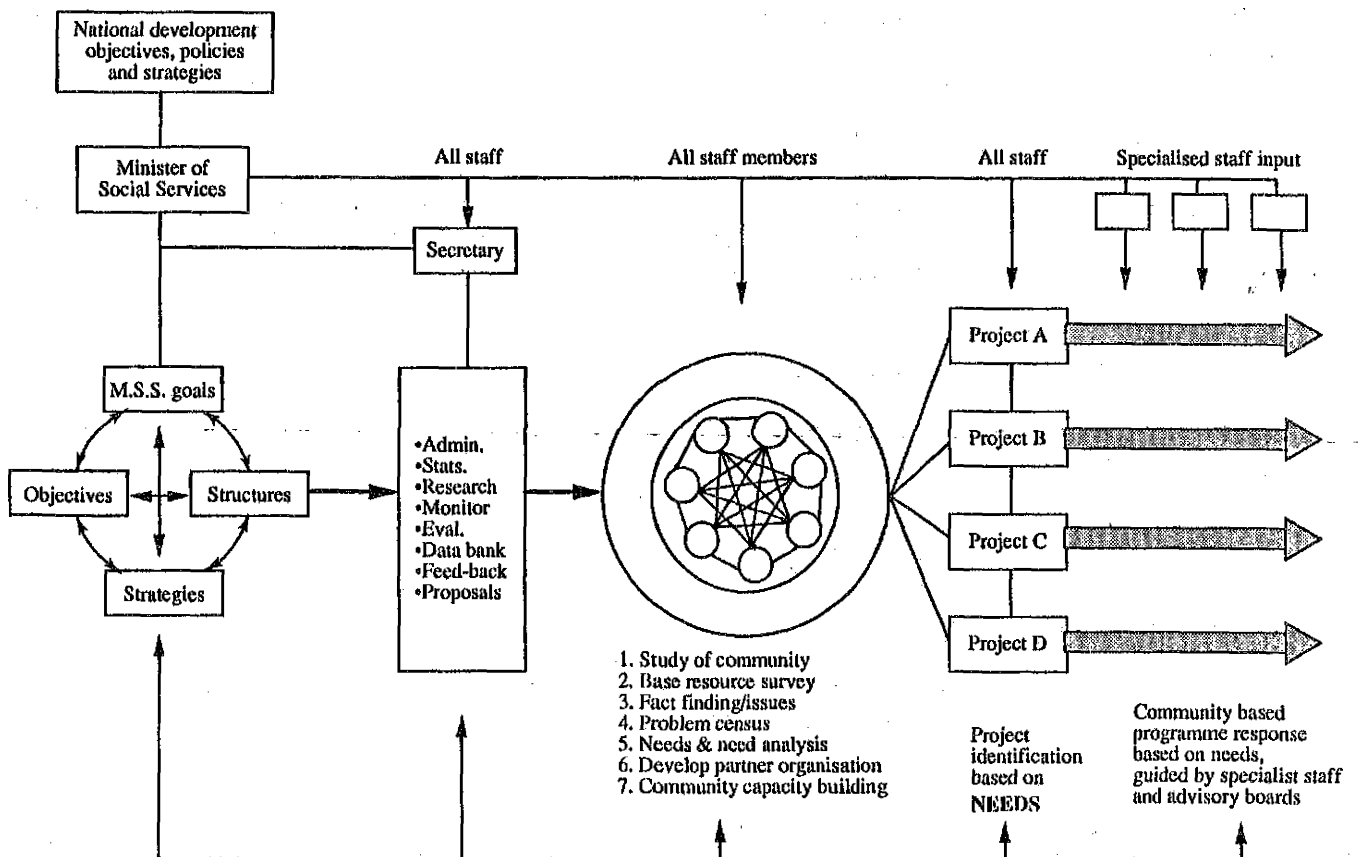 National development
objectives, policies
and strategies
Minister of
Social Services
All staff
All staff members
All staff
Specialised staff input
Secretary
M.S.S. goals
Objectives
Structures
Strategies
•Admin.
•Stats.
•Research
•Monitor
•Eval.
•Data bank
•Feed-back
•Proposals
Project A
Project B
Project C
Project D
1. Study of community
2. Base resource survey
3. Fact finding/issues
4. Problem census
5. Needs & need analysis
6. Develop partner organisation
7. Community capacity building
Project
identification
based on
NEEDS
Community based
programme response
based on needs,
guided by specialist staff
and advisory boards